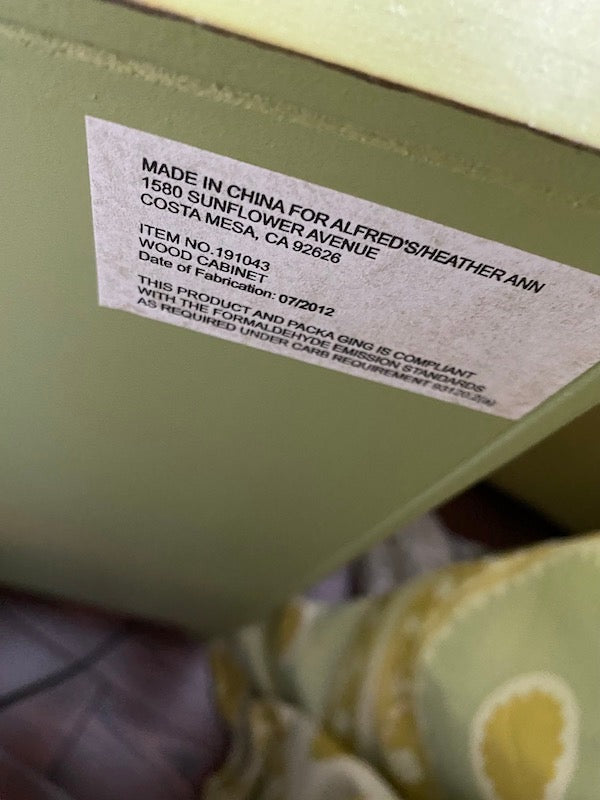 MADE IN CHINA FOR ALFRED'S/HEATHER ANN
1580 SUNFLOWER AVENUE
COSTA MESA, CA 92626
ITEM NO.191043
WOOD CABINET
Date of Fabrication: 07/2012
THIS PRODUCT AND PACKA GING IS COMPLIANT
WITH THE FORMALDEHYDE EMISSION STANDARDS
AS REQUIRED UNDER CARB REQUIREMENT 93120.2(a)